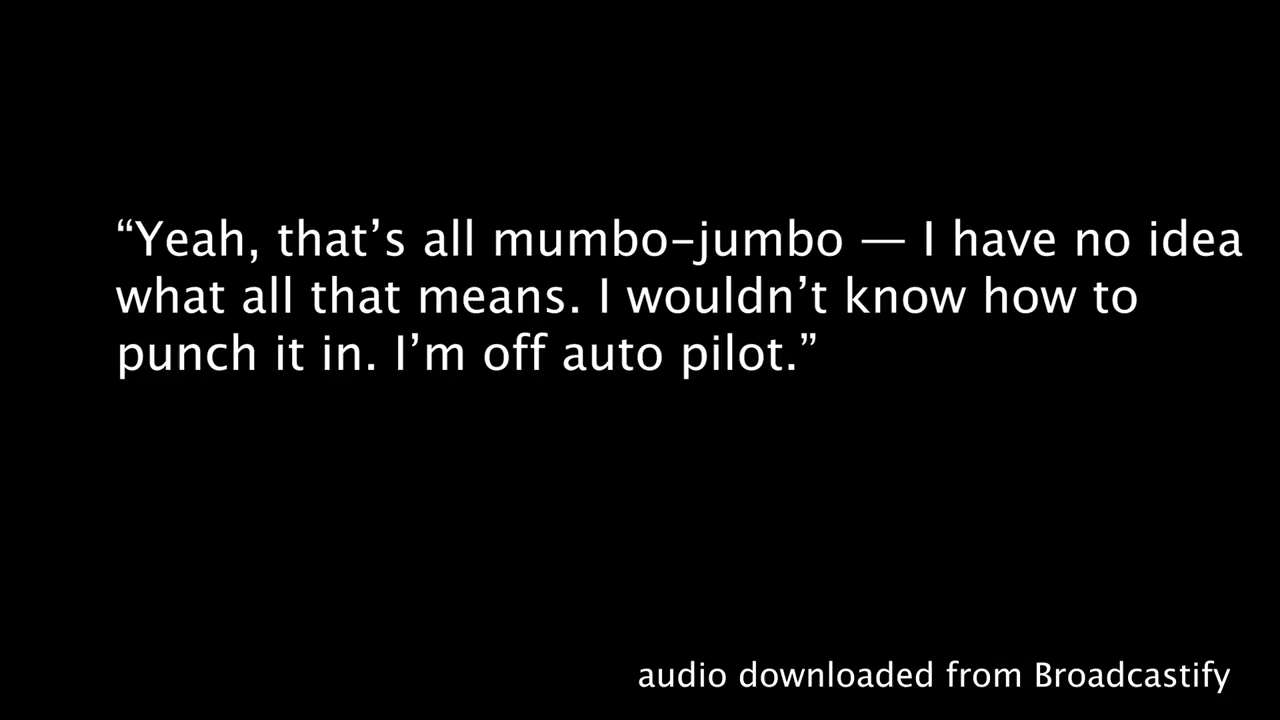 “Yeah, that’s all mumbo-jumbo — I have no idea
what all that means. I wouldn’t know how to
punch it in. I’m off auto pilot.”
audio downloaded from Broadcastify